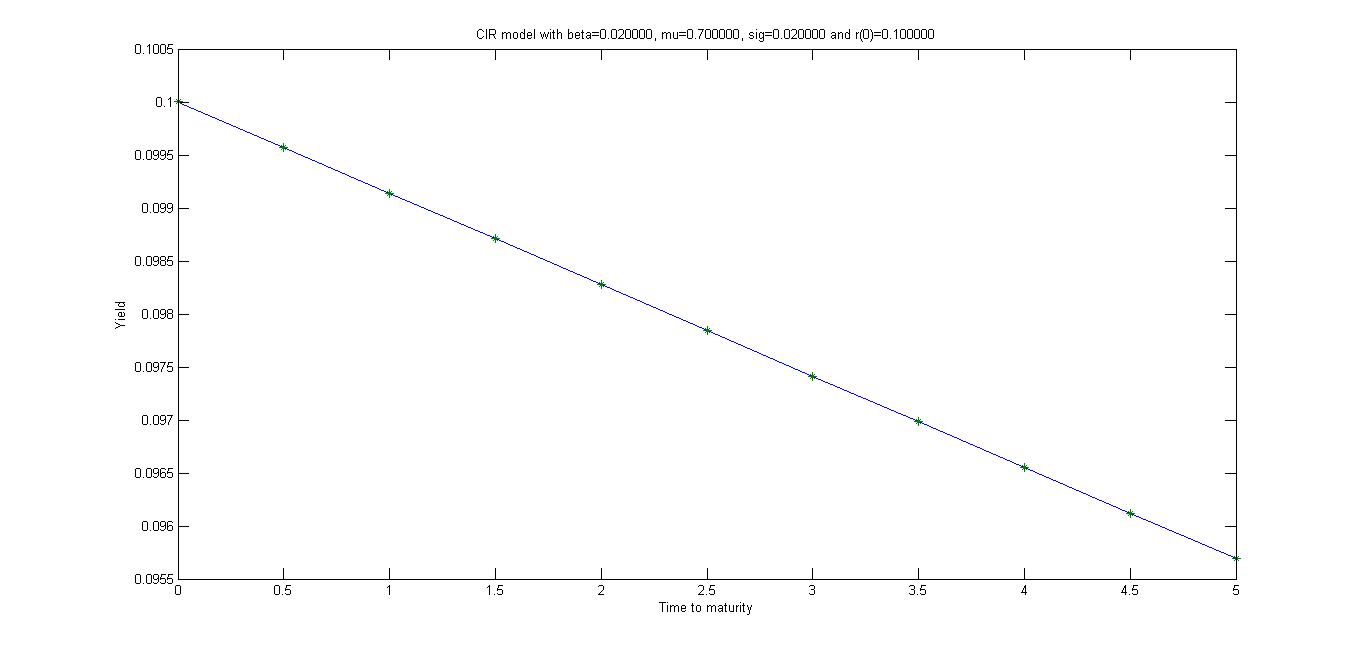 CIR model with beta=0.020000, mu=0.700000, sig=0.020000 and r(0)=0.100000
0.1005
0.1
0.0995
0.099
0.0985
0.098
0.0975
0.097
0.0965
0.096
0.0955
Yield
0 0.5 1 1.5 2 2.5 3 3.5 4 4.5 5
Time to maturity